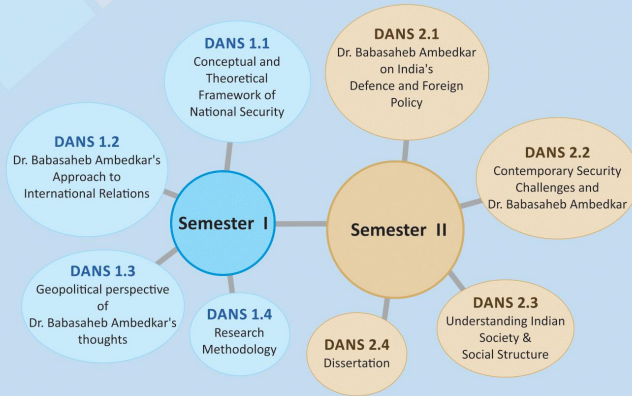 DANS 1.1
Conceptual and
Theoretical
Framework of
National Security
DANS 1.2
Dr. Babasaheb Ambedkar's
Approach to
International Relations
DANS 1.3
Geopolitical perspective
of
Dr. Babasaheb Ambedkar's
thoughts
DANS 1.4
Research
Methodology
Semester I
Semester II
DANS 2.1
Dr. Babasaheb Ambedkar
on India's
Defence and Foreign
Policy
DANS 2.2
Contemporary Security
Challenges and
Dr. Babasaheb Ambedkar
DANS 2.3
Understanding Indian
Society &
Social Structure
DANS 2.4
Dissertation